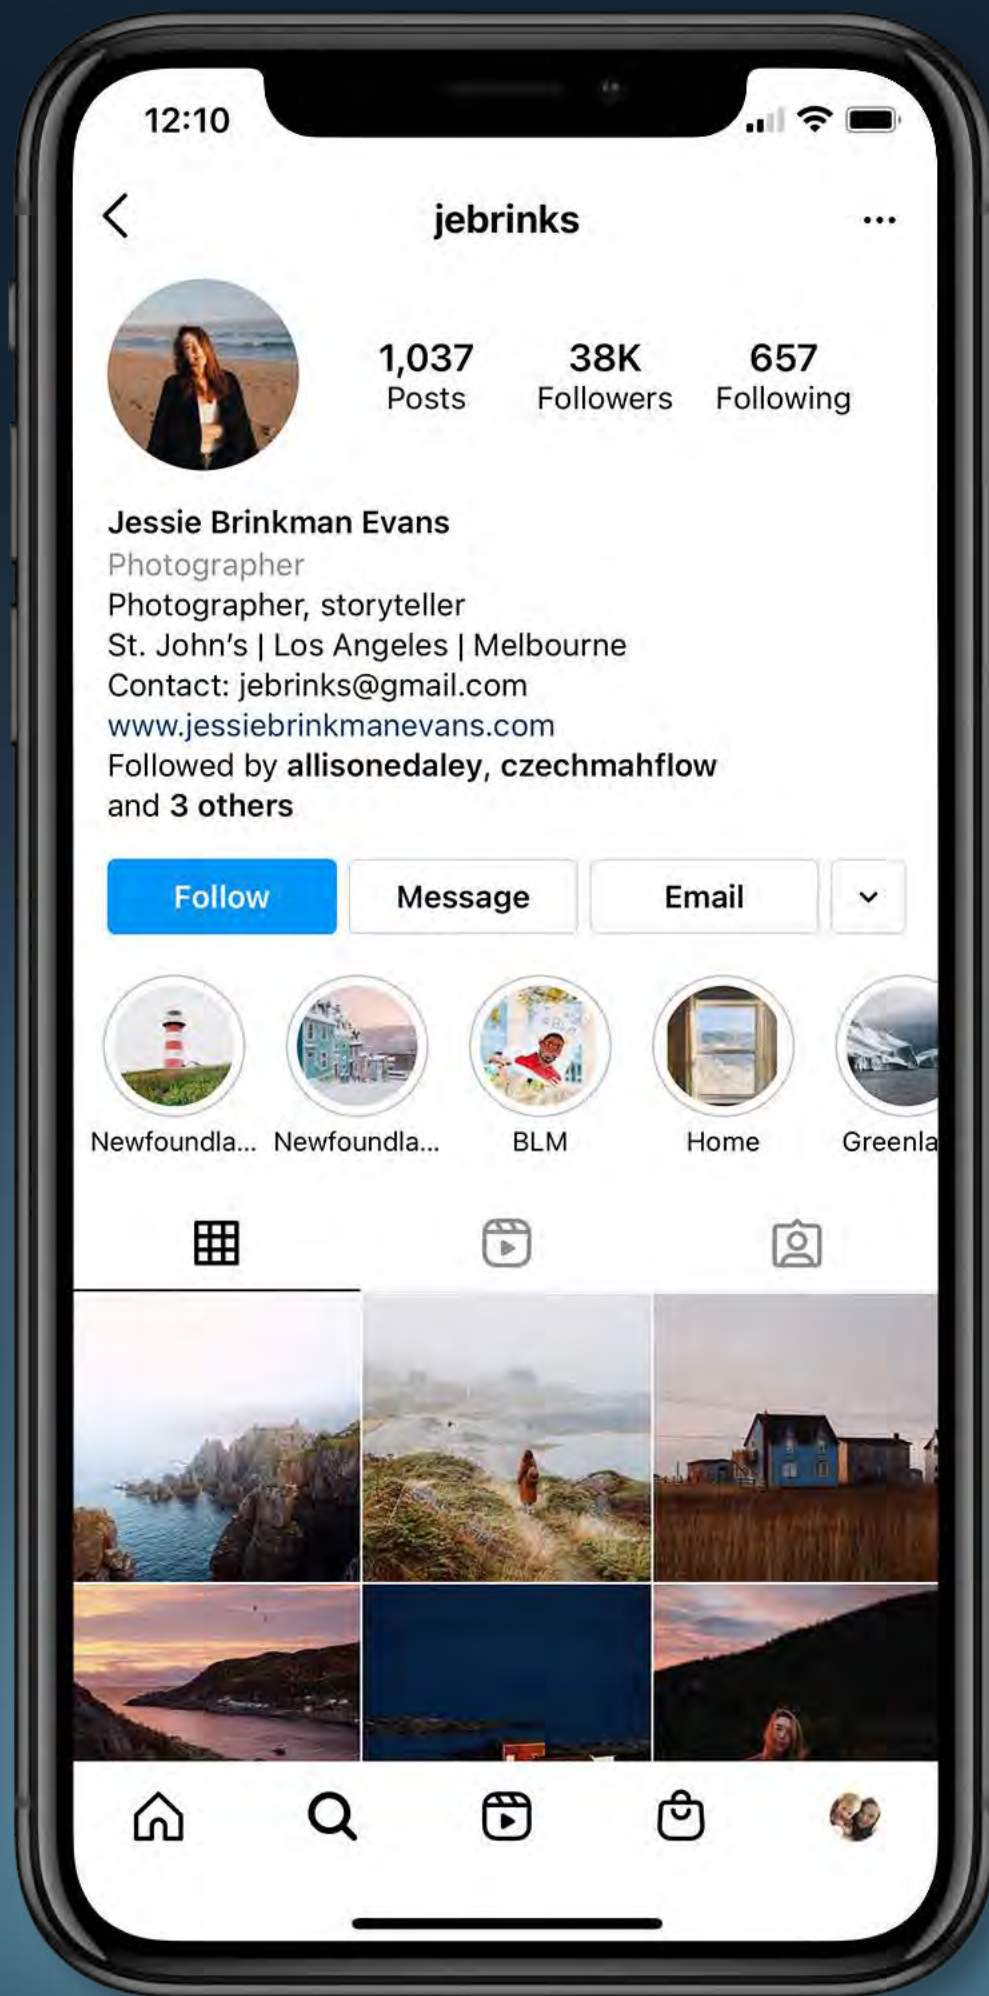 12:10
jebrinks
1,037 38K 657
Posts Followers Following
Jessie Brinkman Evans
Photographer
Photographer, storyteller
St. John's | Los Angeles | Melbourne
Contact: jebrinks@gmail.com
www.jessiebrinkmanevans.com
Followed by allisonedaley, czechmahflow
and 3 others
Follow Message Email
Newfoundla... Newfoundla... BLM Home Greenla